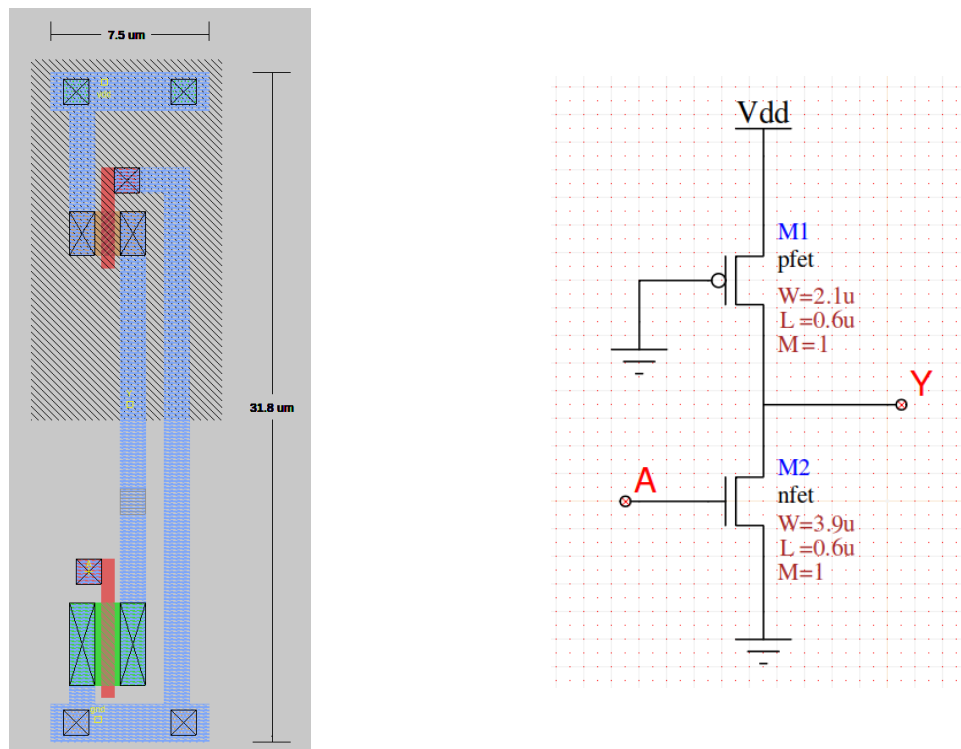 7.5 um
31.8 um
Vdd
M1
pfet
W=2.1u
L =0.6u
M=1
Y
A
M2
nfet
W=3.9u
L =0.6u
M=1